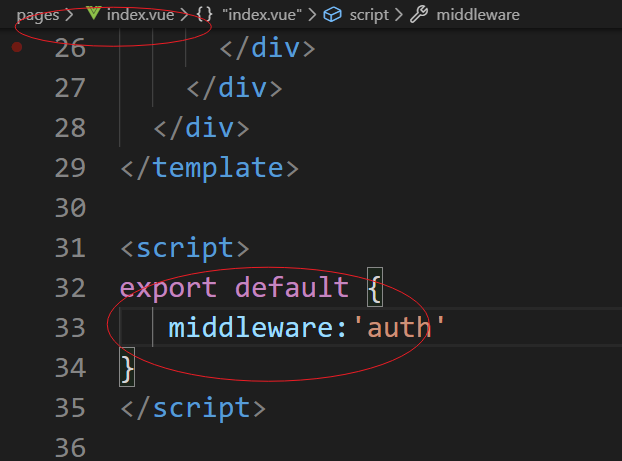 pages > index.vue > {} "index.vue" > script > middleware
26 </div>
27 </div>
28 </div>
29 </template>
30
31 <script>
32 export default {
33 middleware:'auth'
34 }
35 </script>
36